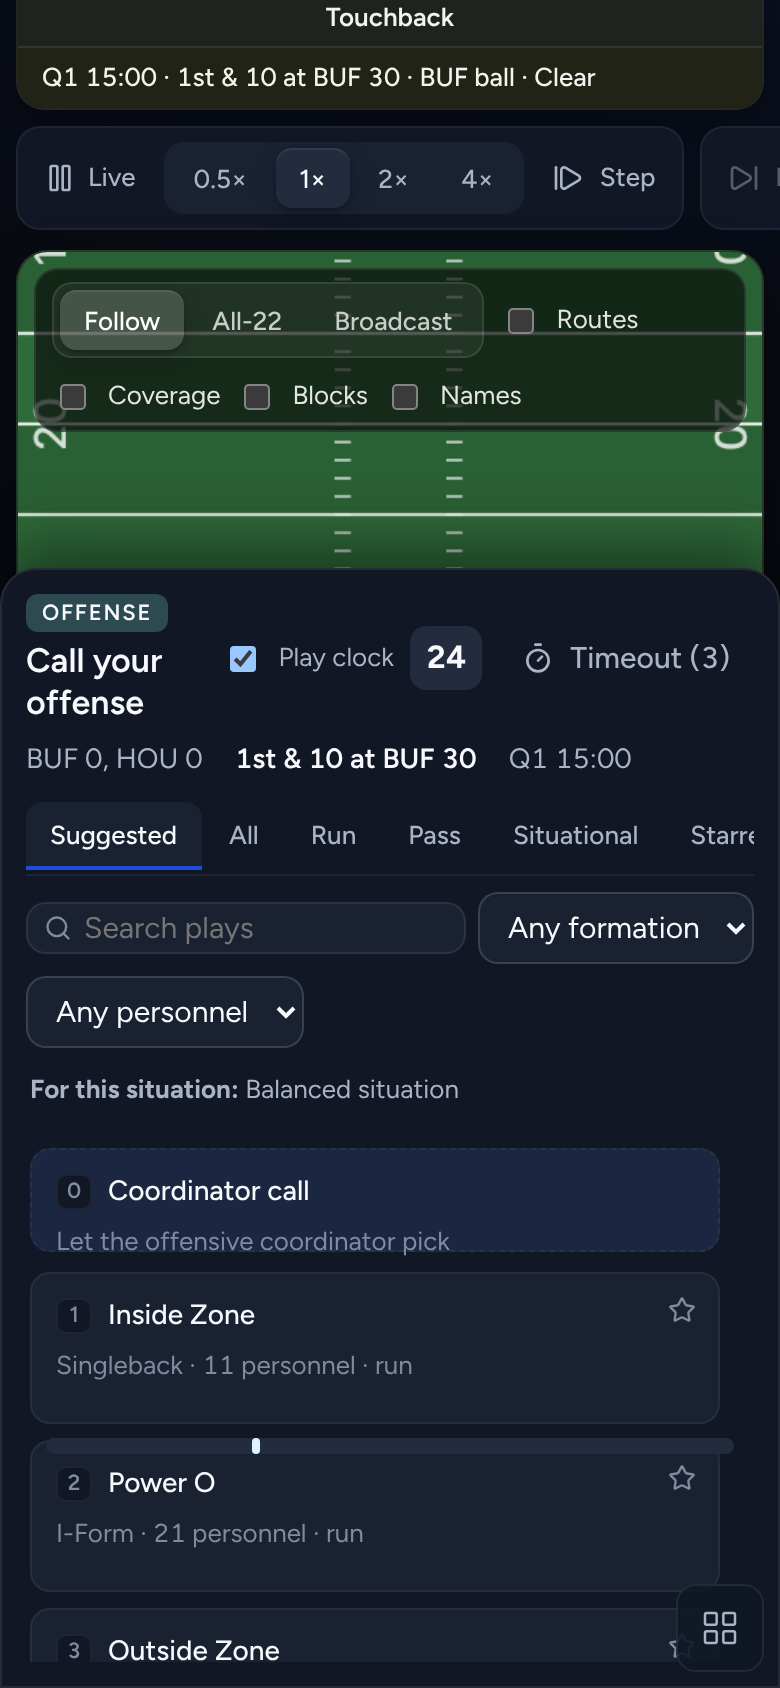 Touchback
Q1 15:00 · 1st & 10 at BUF 30 · BUF ball · Clear
Live 0.5× 1× 2× 4× Step
Follow All-22 Broadcast Routes
Coverage Blocks Names
20 20
OFFENSE
Call your offense
Play clock 24 Timeout (3)
BUF 0, HOU 0 1st & 10 at BUF 30 Q1 15:00
Suggested All Run Pass Situational Starre
Search plays Any formation
Any personnel
For this situation: Balanced situation
0 Coordinator call
Let the offensive coordinator pick
1 Inside Zone
Singleback · 11 personnel · run
2 Power O
I-Form · 21 personnel · run
3 Outside Zone